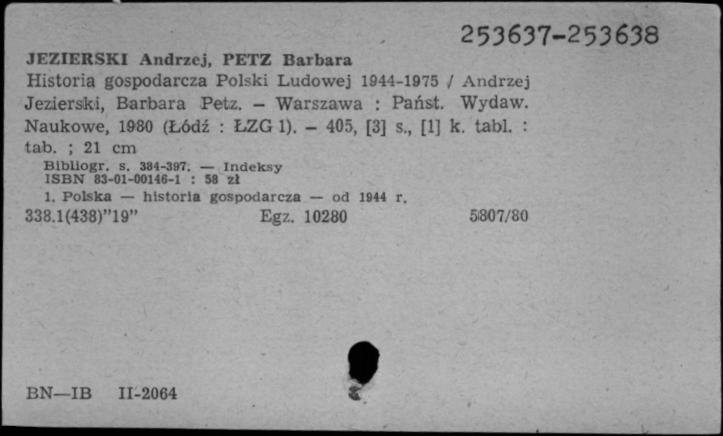 253637-253638
JEZIERSKI Andrzej, PETZ Barbara
Historia gospodarcza Polski Ludowej 1944-1975 / Andrzej
Jezierski, Barbara Petz. — Warszawa : Państ. Wydaw.
Naukowe, 1980 (Łódź : ŁZG 1). — 405, [3] s., [1] k. tabl. :
tab. ; 21 cm
Bibliogr. s. 384-397. — Indeksy
ISBN 83-01-00146-1 : 58 zł
1. Polska — historia gospodarcza — od 1944 r.
338.1(438)"19" Egz. 10280 5807/80
BN—IB II-2064